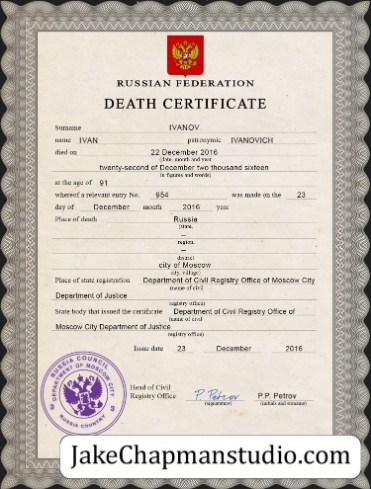 RUSSIAN FEDERATION
DEATH CERTIFICATE
Surname IVANOV
name IVAN patronymic IVANOVICH
died on 22 December 2016
(date, month and year
twenty-second of December two thousand sixteen
in figures and words)
at the age of 91
whereof a relevant entry No. 954 was made on the 23
day of December month 2016 year
Place of death Russia
(state,
—
region,
—
district
city of Moscow
city, village)
Place of state registration Department of Civil Registry Office of Moscow City
(name of civil
Department of Justice
registry office)
State body that issued the certificate Department of Civil Registry Office of
(name of civil
Moscow City Department of Justice
registry office)
Issue date 23 December 2016
RUSSIA COUNCIL
DEPARTMENT OF MOSCOW CITY
RUSSIA COUNTRY
Head of Civil
Registry Office P. Petrov P.P. Petrov
(signature) (initials and surname)
JakeChapmanstudio.com